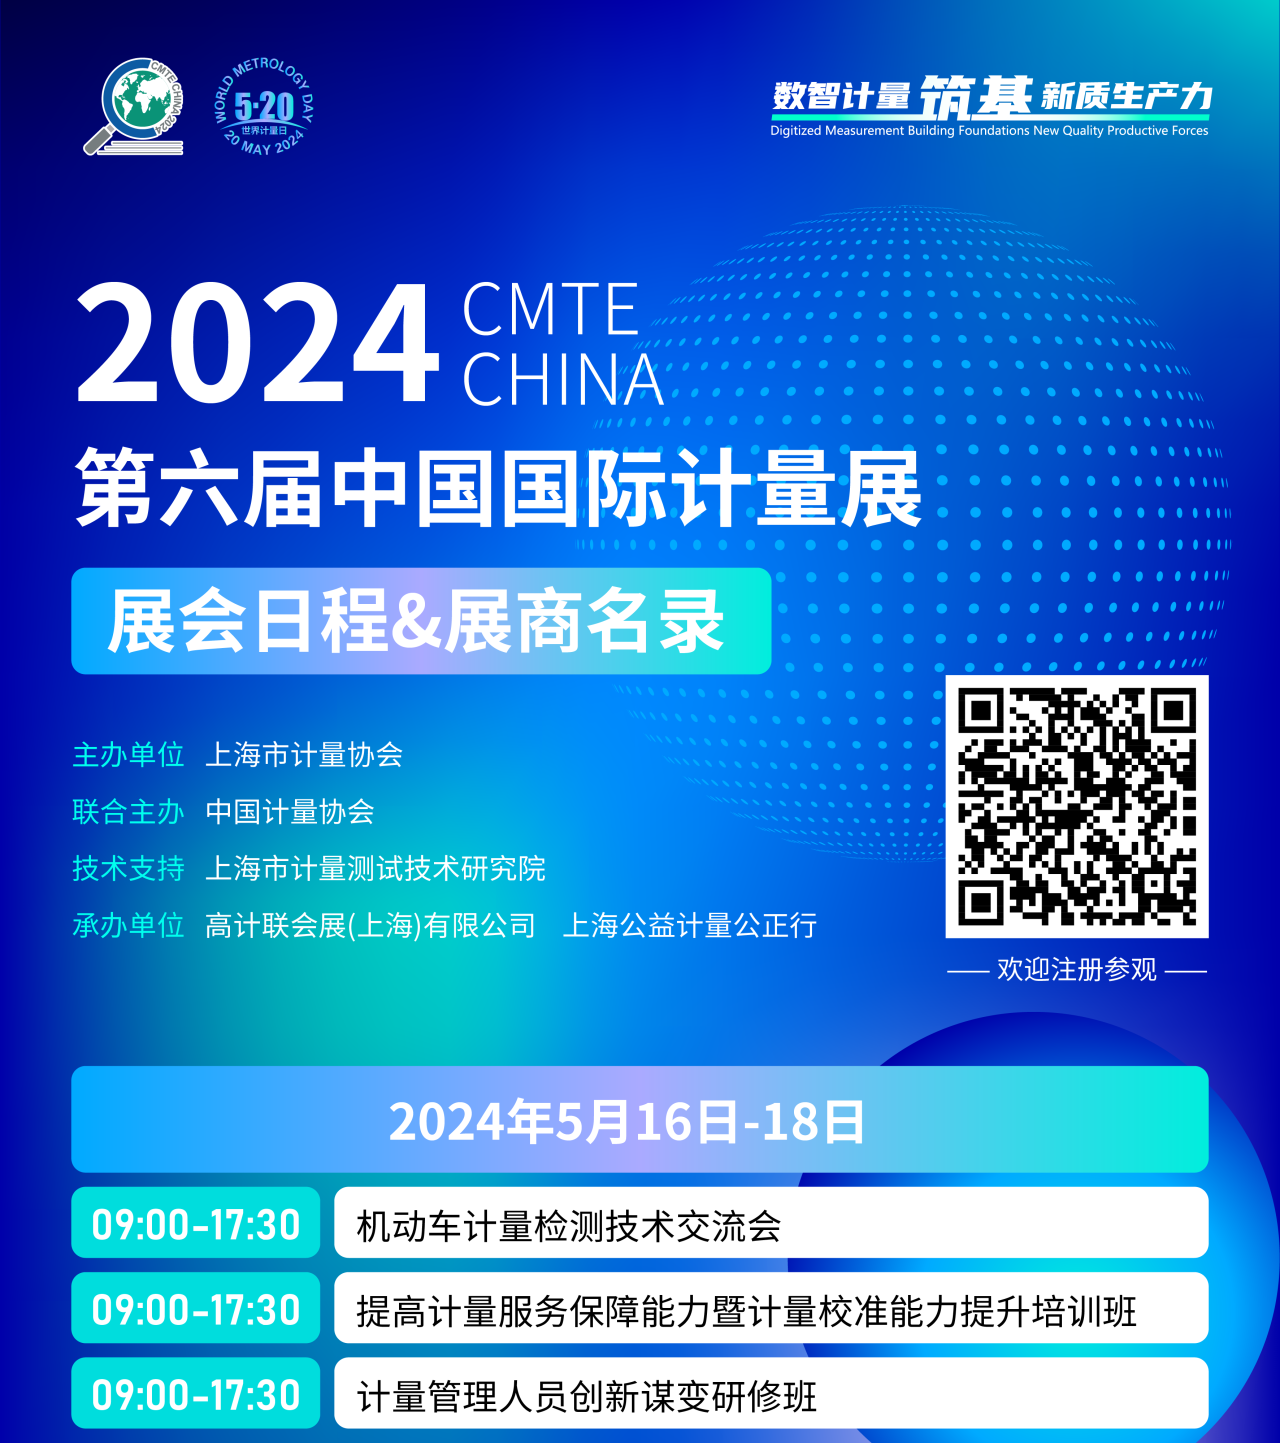 CMTE CHINA 2024
WORLD METROLOGY DAY
5·20
世界计量日
20 MAY 2024
数智计量 筑基 新质生产力
Digitized Measurement Building Foundations New Quality Productive Forces
2024 CMTE
CHINA
第六届中国国际计量展
展会日程&展商名录
主办单位 上海市计量协会
联合主办 中国计量协会
技术支持 上海市计量测试技术研究院
承办单位 高计联会展(上海)有限公司 上海公益计量公正行
欢迎注册参观
2024年5月16日-18日
09:00-17:30 机动车计量检测技术交流会
09:00-17:30 提高计量服务保障能力暨计量校准能力提升培训班
09:00-17:30 计量管理人员创新谋变研修班